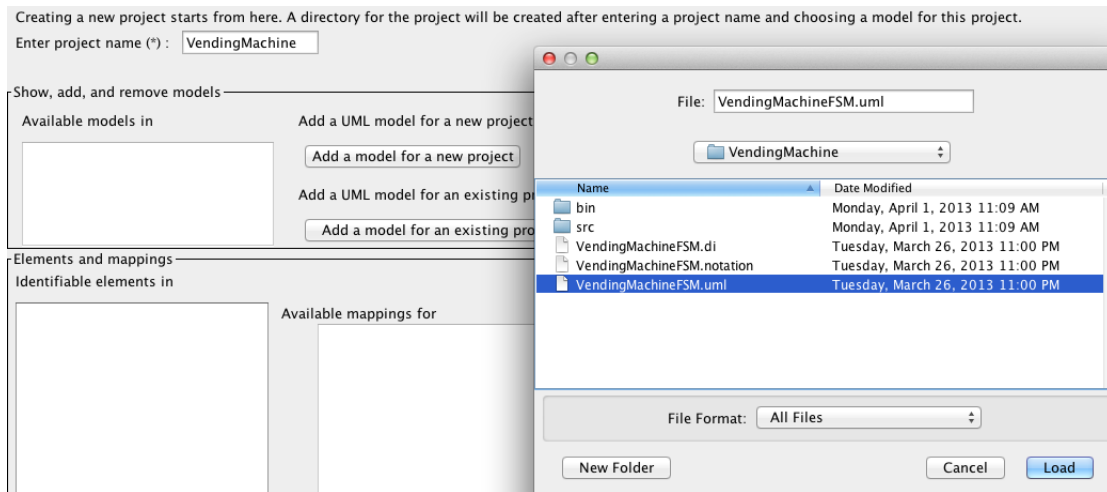 Creating a new project starts from here. A directory for the project will be created after entering a project name and choosing a model for this project.
Enter project name (*) : VendingMachine
Show, add, and remove models
Available models in
Add a UML model for a new project
Add a model for a new project
Add a UML model for an existing
Add a model for an existing
Elements and mappings
Identifiable elements in
Available mappings for
File: VendingMachineFSM.uml
VendingMachine
Name Date Modified
bin Monday, April 1, 2013 11:09 AM
src Monday, April 1, 2013 11:09 AM
VendingMachineFSM.di Tuesday, March 26, 2013 11:00 PM
VendingMachineFSM.notation Tuesday, March 26, 2013 11:00 PM
VendingMachineFSM.uml Tuesday, March 26, 2013 11:00 PM
File Format: All Files
New Folder Cancel Load